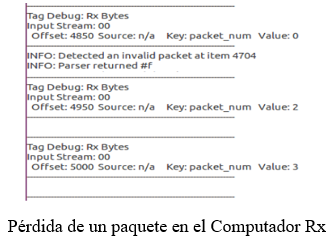 Tag Debug: Rx Bytes
Input Stream: 00
Offset: 4850 Source: n/a Key: packet_num Value: 0
INFO: Detected an invalid packet at item 4704
INFO: Parser returned #f
Tag Debug: Rx Bytes
Input Stream: 00
Offset: 4950 Source: n/a Key: packet_num Value: 2
Tag Debug: Rx Bytes
Input Stream: 00
Offset: 5000 Source: n/a Key: packet_num Value: 3
Pérdida de un paquete en el Computador Rx